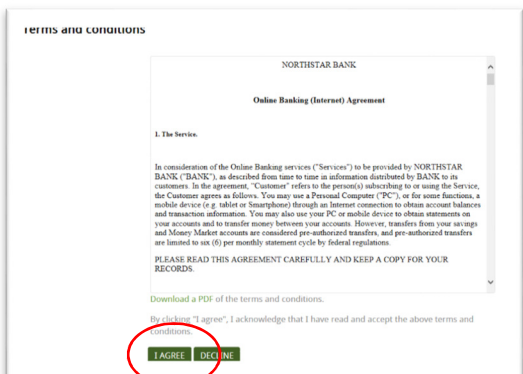 Terms and conditions
NORTHSTAR BANK
Online Banking (Internet) Agreement
1. The Service.
In consideration of the Online Banking services ("Services") to be provided by NORTHSTAR
BANK ("BANK"), as described from time to time in information distributed by BANK to its
customers. In the agreement, "Customer" refers to the person(s) subscribing to or using the Service,
the Customer agrees as follows. You may use a Personal Computer ("PC"), or for some functions, a
mobile device (e.g. tablet or Smartphone) through an Internet connection to obtain account balances
and transaction information. You may also use your PC or mobile device to obtain statements on
your accounts and to transfer money between your accounts. However, transfers from your savings
and Money Market accounts are considered pre-authorized transfers, and pre-authorized transfers
are limited to six (6) per monthly statement cycle by federal regulations.
PLEASE READ THIS AGREEMENT CAREFULLY AND KEEP A COPY FOR YOUR
RECORDS.
Download a PDF of the terms and conditions.
By clicking "I agree", I acknowledge that I have read and accept the above terms and
conditions.
I AGREE DECLINE